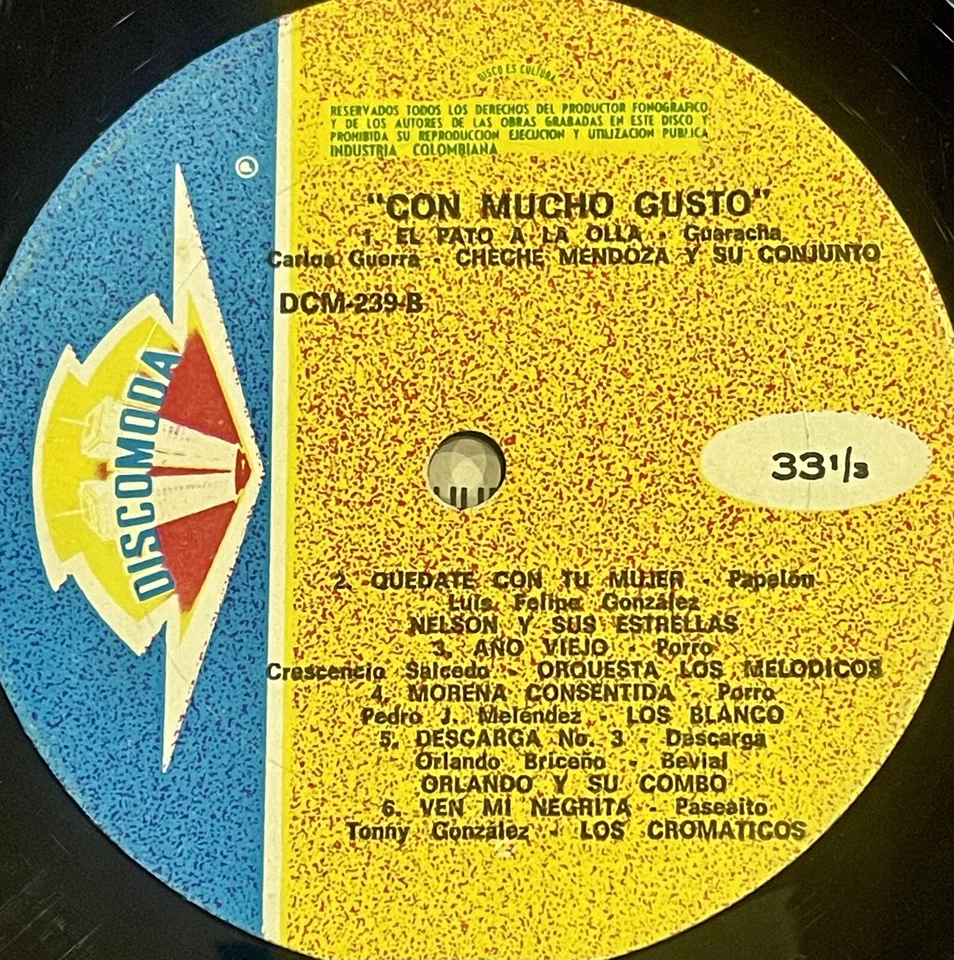 DISCO ES CULTURA
RESERVADOS TODOS LOS DERECHOS DEL PRODUCTOR FONOGRAFICO
Y DE LOS AUTORES DE LAS OBRAS GRABADAS EN ESTE DISCO Y
PROHIBIDA SU REPRODUCCION EJECUCION Y UTILIZACION PUBLICA
INDUSTRIA COLOMBIANA
℗
"CON MUCHO GUSTO"
1. EL PATO A LA OLLA - Guaracha
Carlos Guerra - CHECHE MENDOZA Y SU CONJUNTO
DCM-239-B
DISCOMODA
33 1/3
2. QUEDATE CON TU MUJER - Papelón
Luis Felipe González
NELSON Y SUS ESTRELLAS
3. AÑO VIEJO - Porro
Crescencio Salcedo - ORQUESTA LOS MELODICOS
4. MORENA CONSENTIDA - Porro
Pedro J. Meléndez - LOS BLANCO
5. DESCARGA No. 3 - Descarga
Orlando Briceño - Bevial
ORLANDO Y SU COMBO
6. VEN MI NEGRITA - Paseaito
Tonny González - LOS CROMATICOS